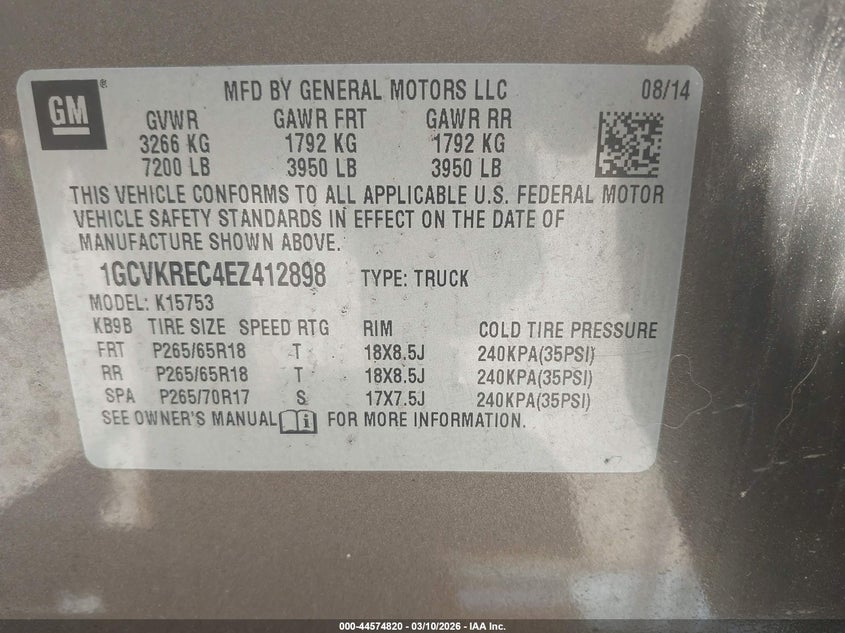 GM ® MFD BY GENERAL MOTORS LLC 08/14
GVWR GAWR FRT GAWR RR
3266 KG 1792 KG 1792 KG
7200 LB 3950 LB 3950 LB
THIS VEHICLE CONFORMS TO ALL APPLICABLE U.S. FEDERAL MOTOR
VEHICLE SAFETY STANDARDS IN EFFECT ON THE DATE OF
MANUFACTURE SHOWN ABOVE.
1GCVKREC4EZ412898 TYPE: TRUCK
MODEL: K15753
KB9B TIRE SIZE SPEED RTG RIM COLD TIRE PRESSURE
FRT P265/65R18 T 18X8.5J 240KPA(35PSI)
RR P265/65R18 T 18X8.5J 240KPA(35PSI)
SPA P265/70R17 S 17X7.5J 240KPA(35PSI)
SEE OWNER'S MANUAL i FOR MORE INFORMATION.
000-44574820 — 03/10/2026 — IAA Inc.